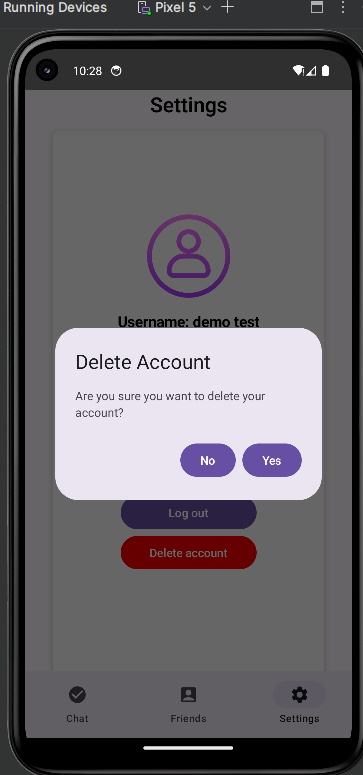 Running Devices
Pixel 5
10:28
Settings
Username: demo test
Delete Account
Are you sure you want to delete your
account?
No
Yes
Log out
Delete account
Chat
Friends
Settings